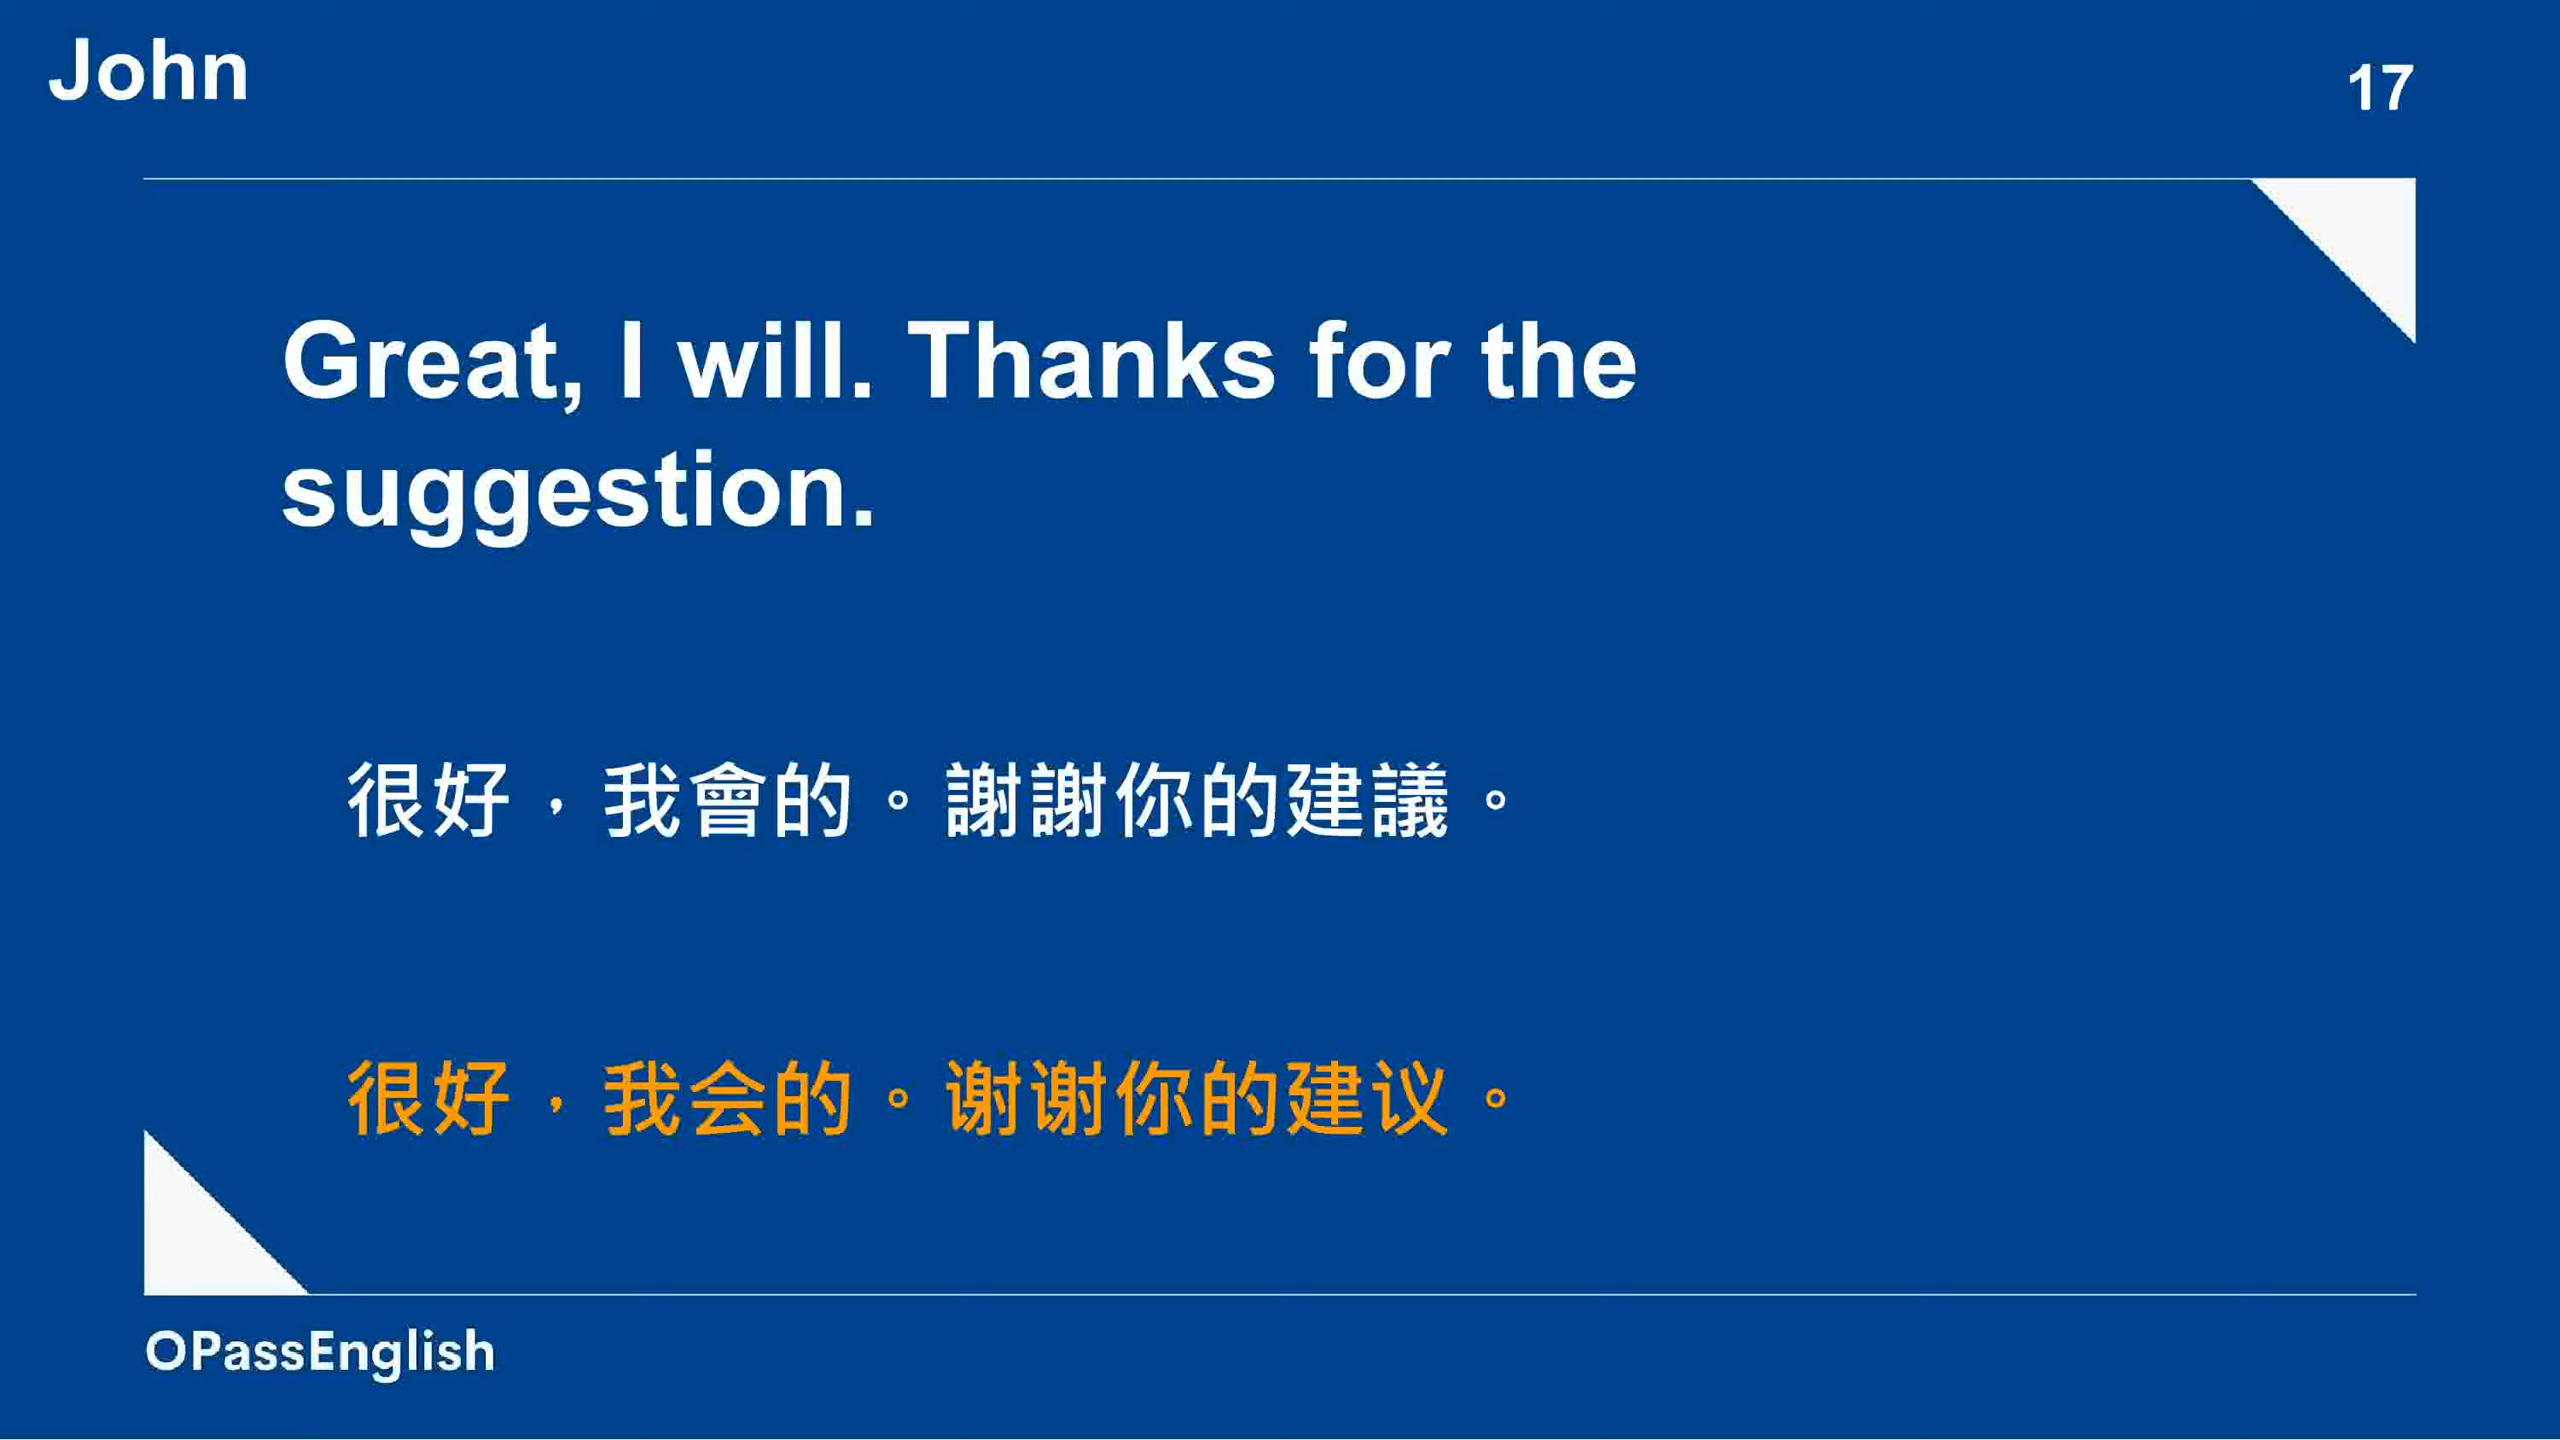 John
17
Great, I will. Thanks for the
suggestion.
很好，我會的。謝謝你的建議。
很好，我会的。谢谢你的建议。
OPassEnglish